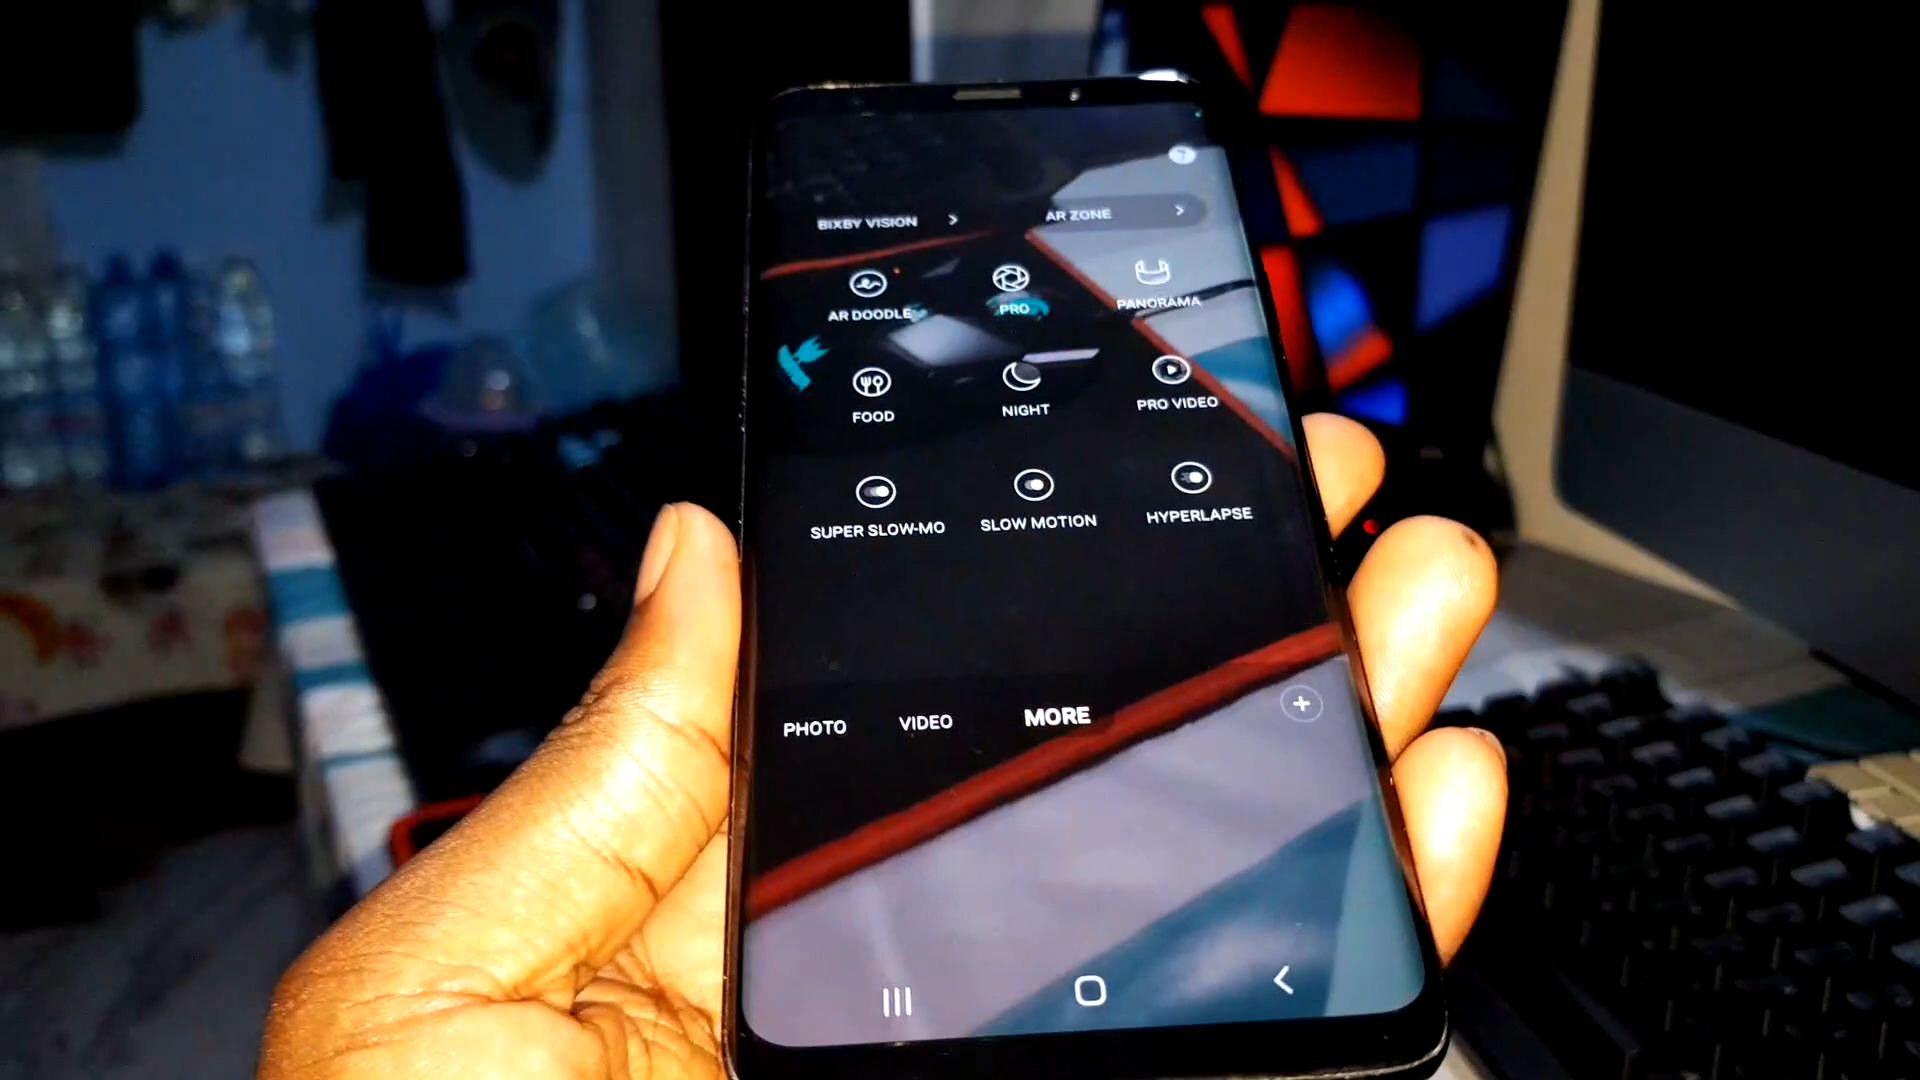 BIXBY VISION >
AR ZONE >
AR DOODLE
PRO
PANORAMA
FOOD
NIGHT
PRO VIDEO
SUPER SLOW-MO
SLOW MOTION
HYPERLAPSE
PHOTO
VIDEO
MORE